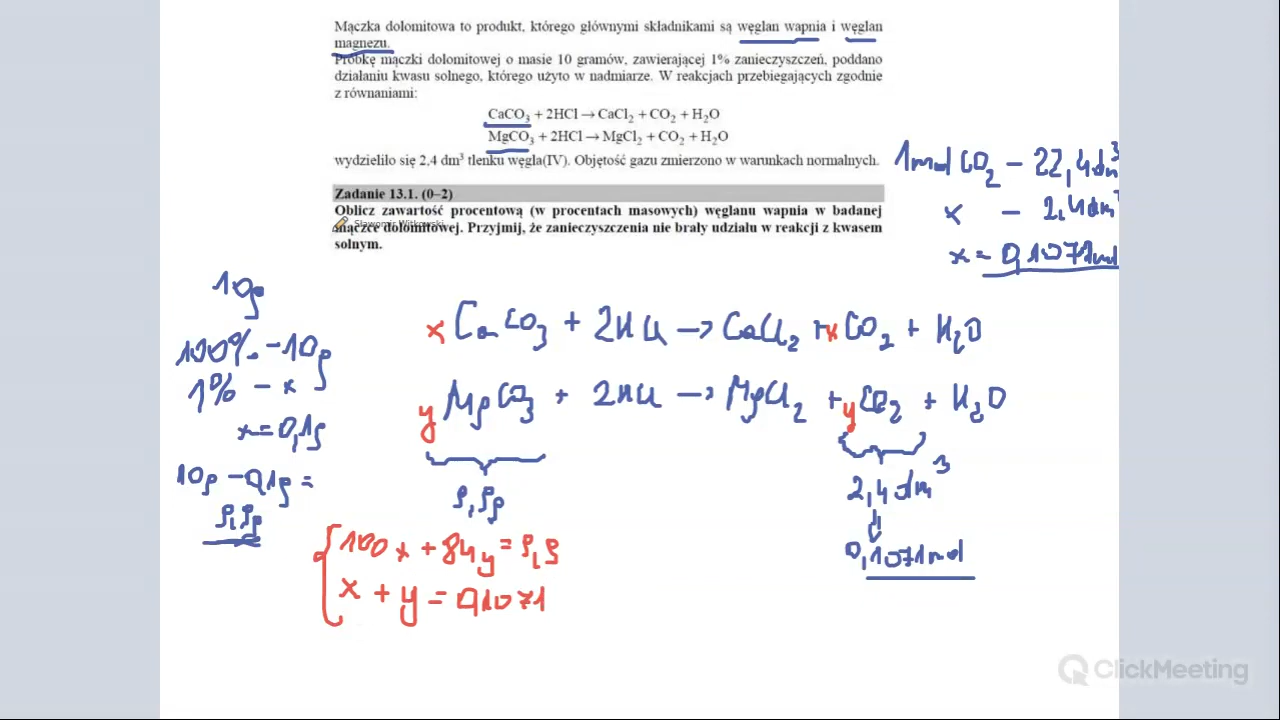 Mączka dolomitowa to produkt, którego głównymi składnikami są węglan wapnia i węglan
magnezu.
Próbkę mączki dolomitowej o masie 10 gramów, zawierającej 1% zanieczyszczeń, poddano
działaniu kwasu solnego, którego użyto w nadmiarze. W reakcjach przebiegających zgodnie
z równaniami:
CaCO₃ + 2HCl → CaCl₂ + CO₂ + H₂O
MgCO₃ + 2HCl → MgCl₂ + CO₂ + H₂O
wydzieliło się 2,4 dm³ tlenku węgla(IV). Objętość gazu zmierzono w warunkach normalnych.
Zadanie 13.1. (0–2)
Oblicz zawartość procentową (w procentach masowych) węglanu wapnia w badanej
Sławomir Witkowski
mączce dolomitowej. Przyjmij, że zanieczyszczenia nie brały udziału w reakcji z kwasem
solnym.
1mol CO₂ – 22,4dm³
x – 2,4dm³
x = 0,1071mol
10g
100% – 10g
1% – x
x = 0,1g
10g – 0,1g =
9,9g
x CaCO₃ + 2HCl → CaCl₂ + x CO₂ + H₂O
y MgCO₃ + 2HCl → MgCl₂ + y CO₂ + H₂O
9,9g
2,4 dm³
0,1071mol
100x + 84y = 9,9
x + y = 0,1071
ClickMeeting